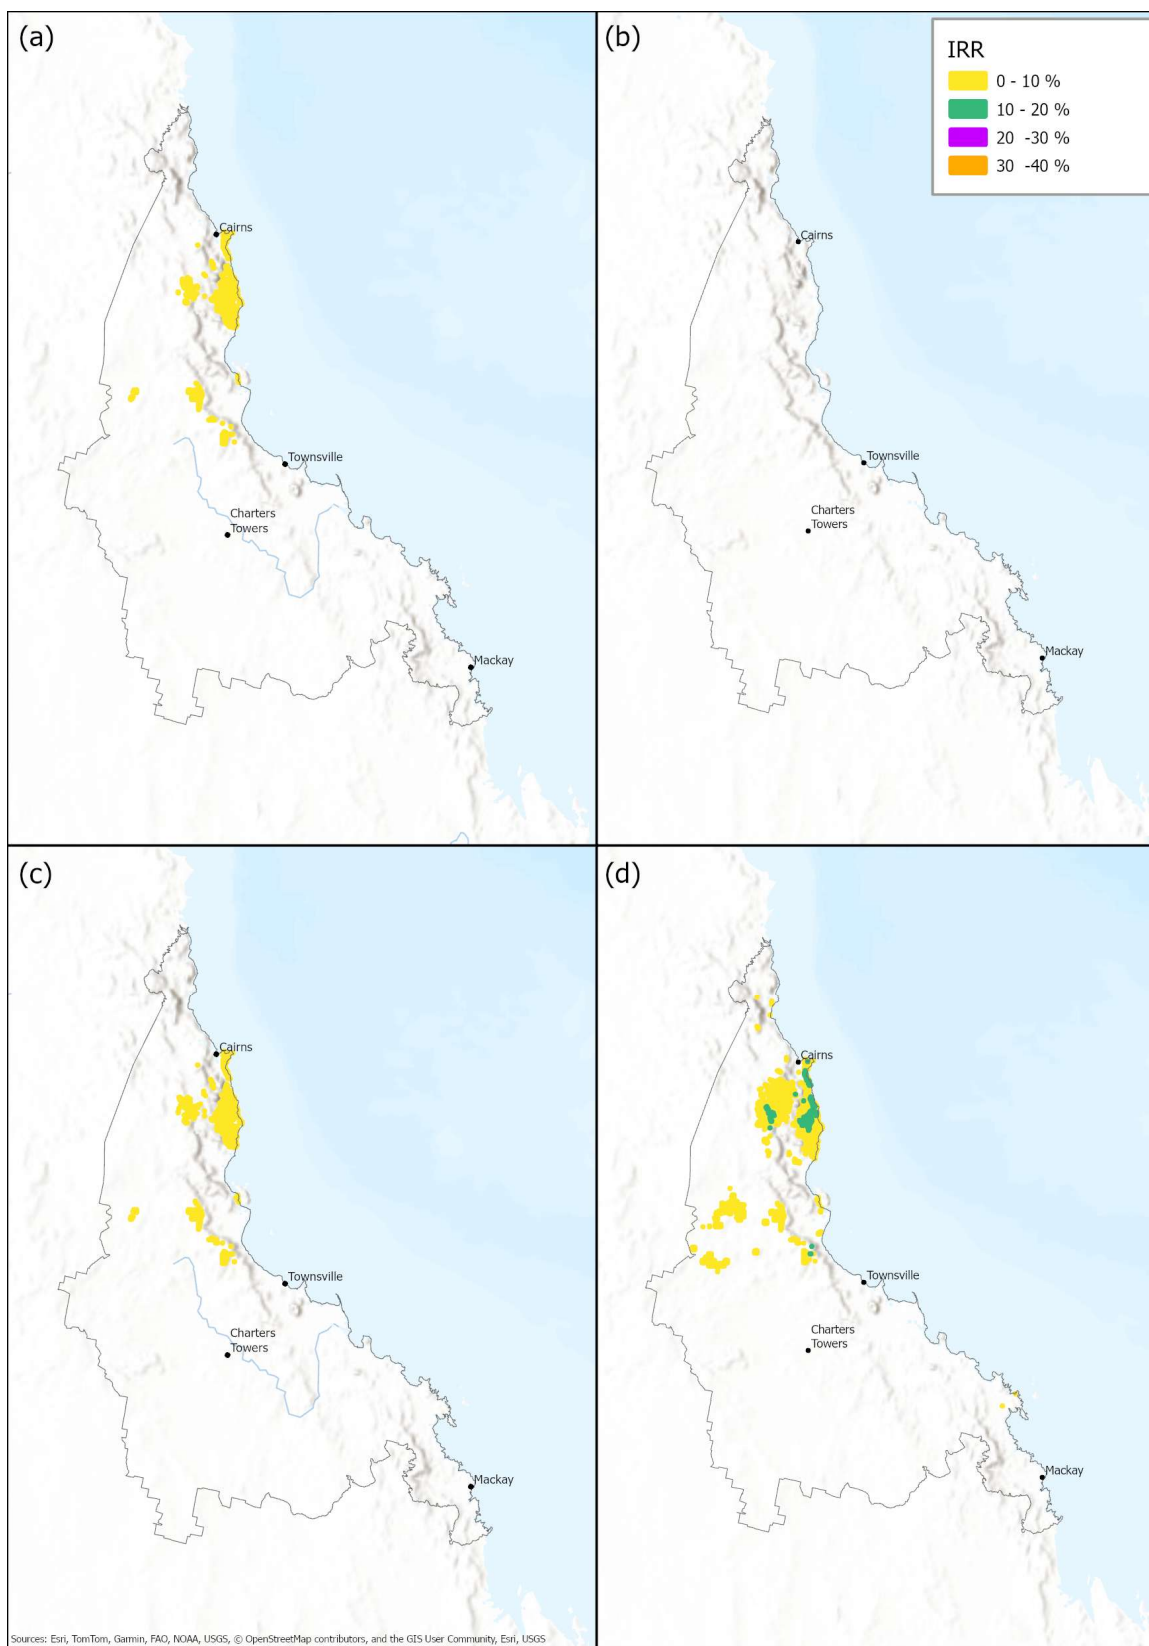 (a)
Cairns
Townsville
Charters
Towers
Mackay
(b)
IRR
0 - 10 %
10 - 20 %
20 -30 %
30 -40 %
Cairns
Townsville
Charters
Towers
Mackay
(c)
Cairns
Townsville
Charters
Towers
Mackay
Sources: Esri, TomTom, Garmin, FAO, NOAA, USGS, © OpenStreetMap contributors, and the GIS User Community, Esri, USGS
(d)
Cairns
Townsville
Charters
Towers
Mackay